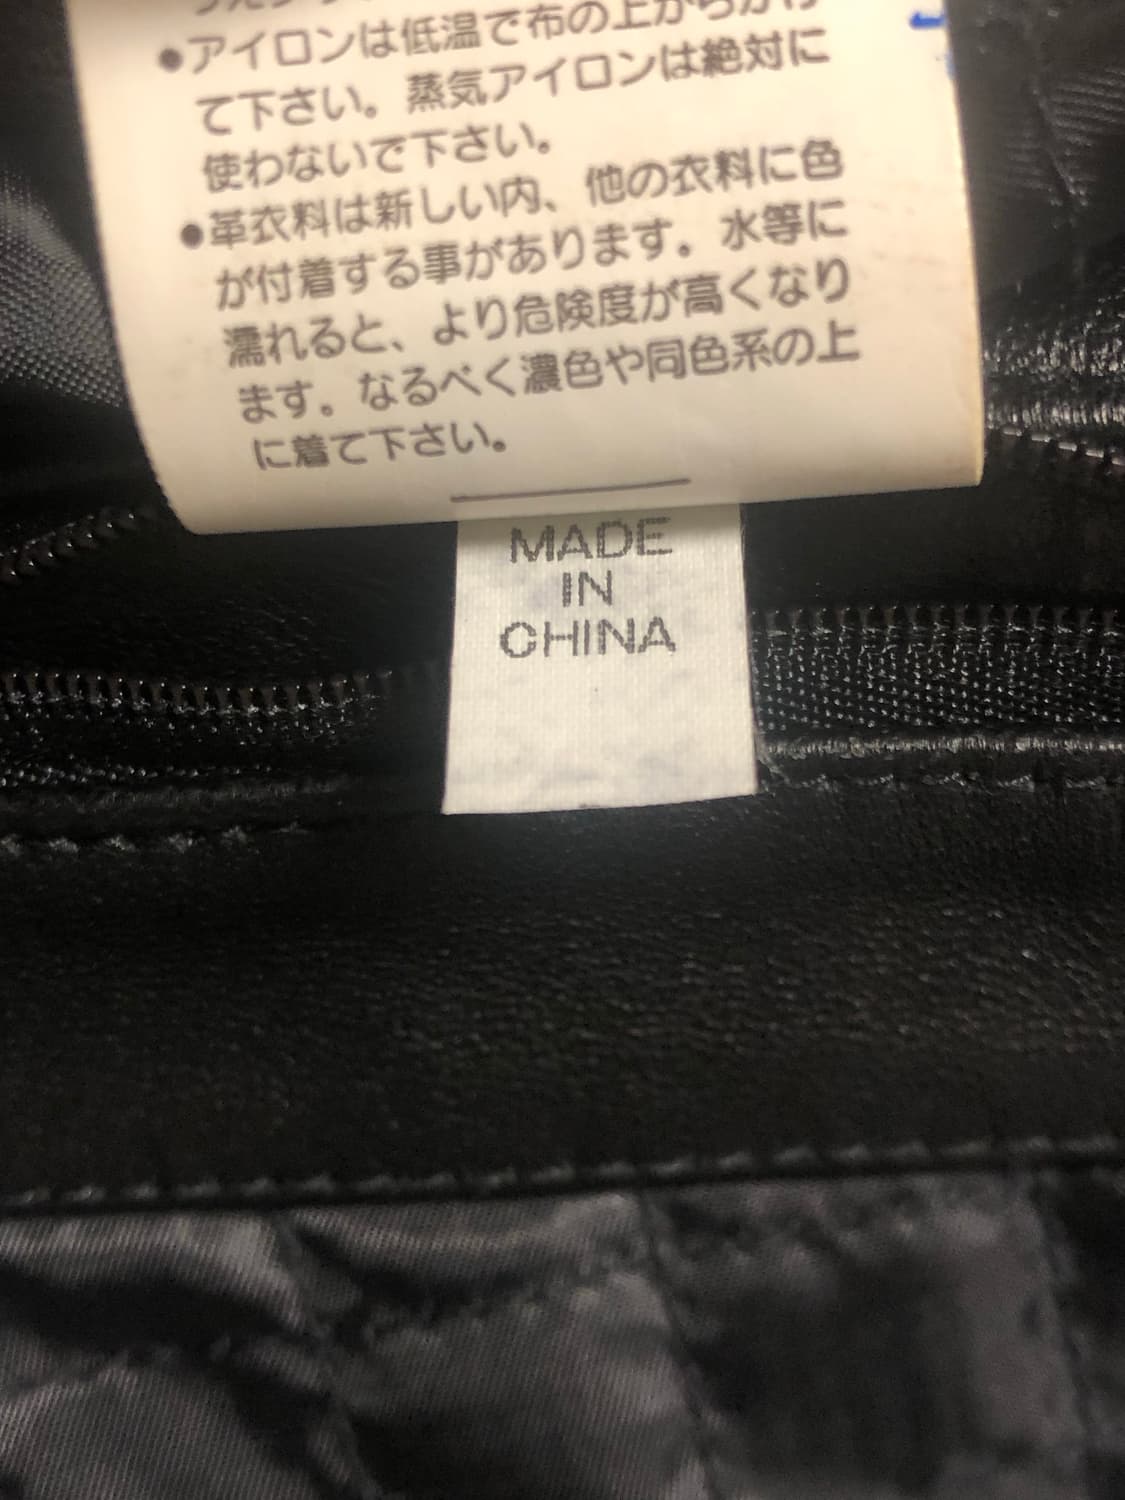 ●アイロンは低温で布の上からかけ
て下さい。蒸気アイロンは絶対に
使わないで下さい。
●革衣料は新しい内、他の衣料に色
が付着する事があります。水等に
濡れると、より危険度が高くなり
ます。なるべく濃色や同色系の上
に着て下さい。
MADE
IN
CHINA